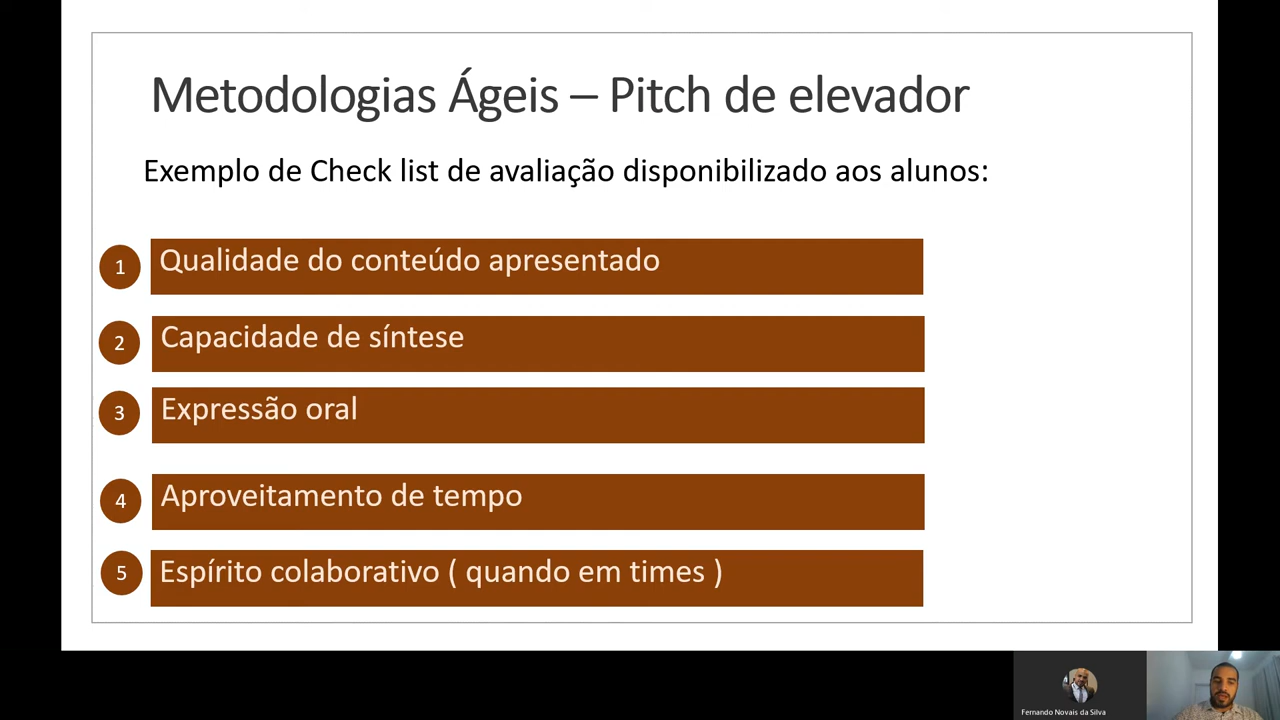 Metodologias Ágeis – Pitch de elevador
Exemplo de Check list de avaliação disponibilizado aos alunos:
1 Qualidade do conteúdo apresentado
2 Capacidade de síntese
3 Expressão oral
4 Aproveitamento de tempo
5 Espírito colaborativo ( quando em times )
Fernando Novais da Silva